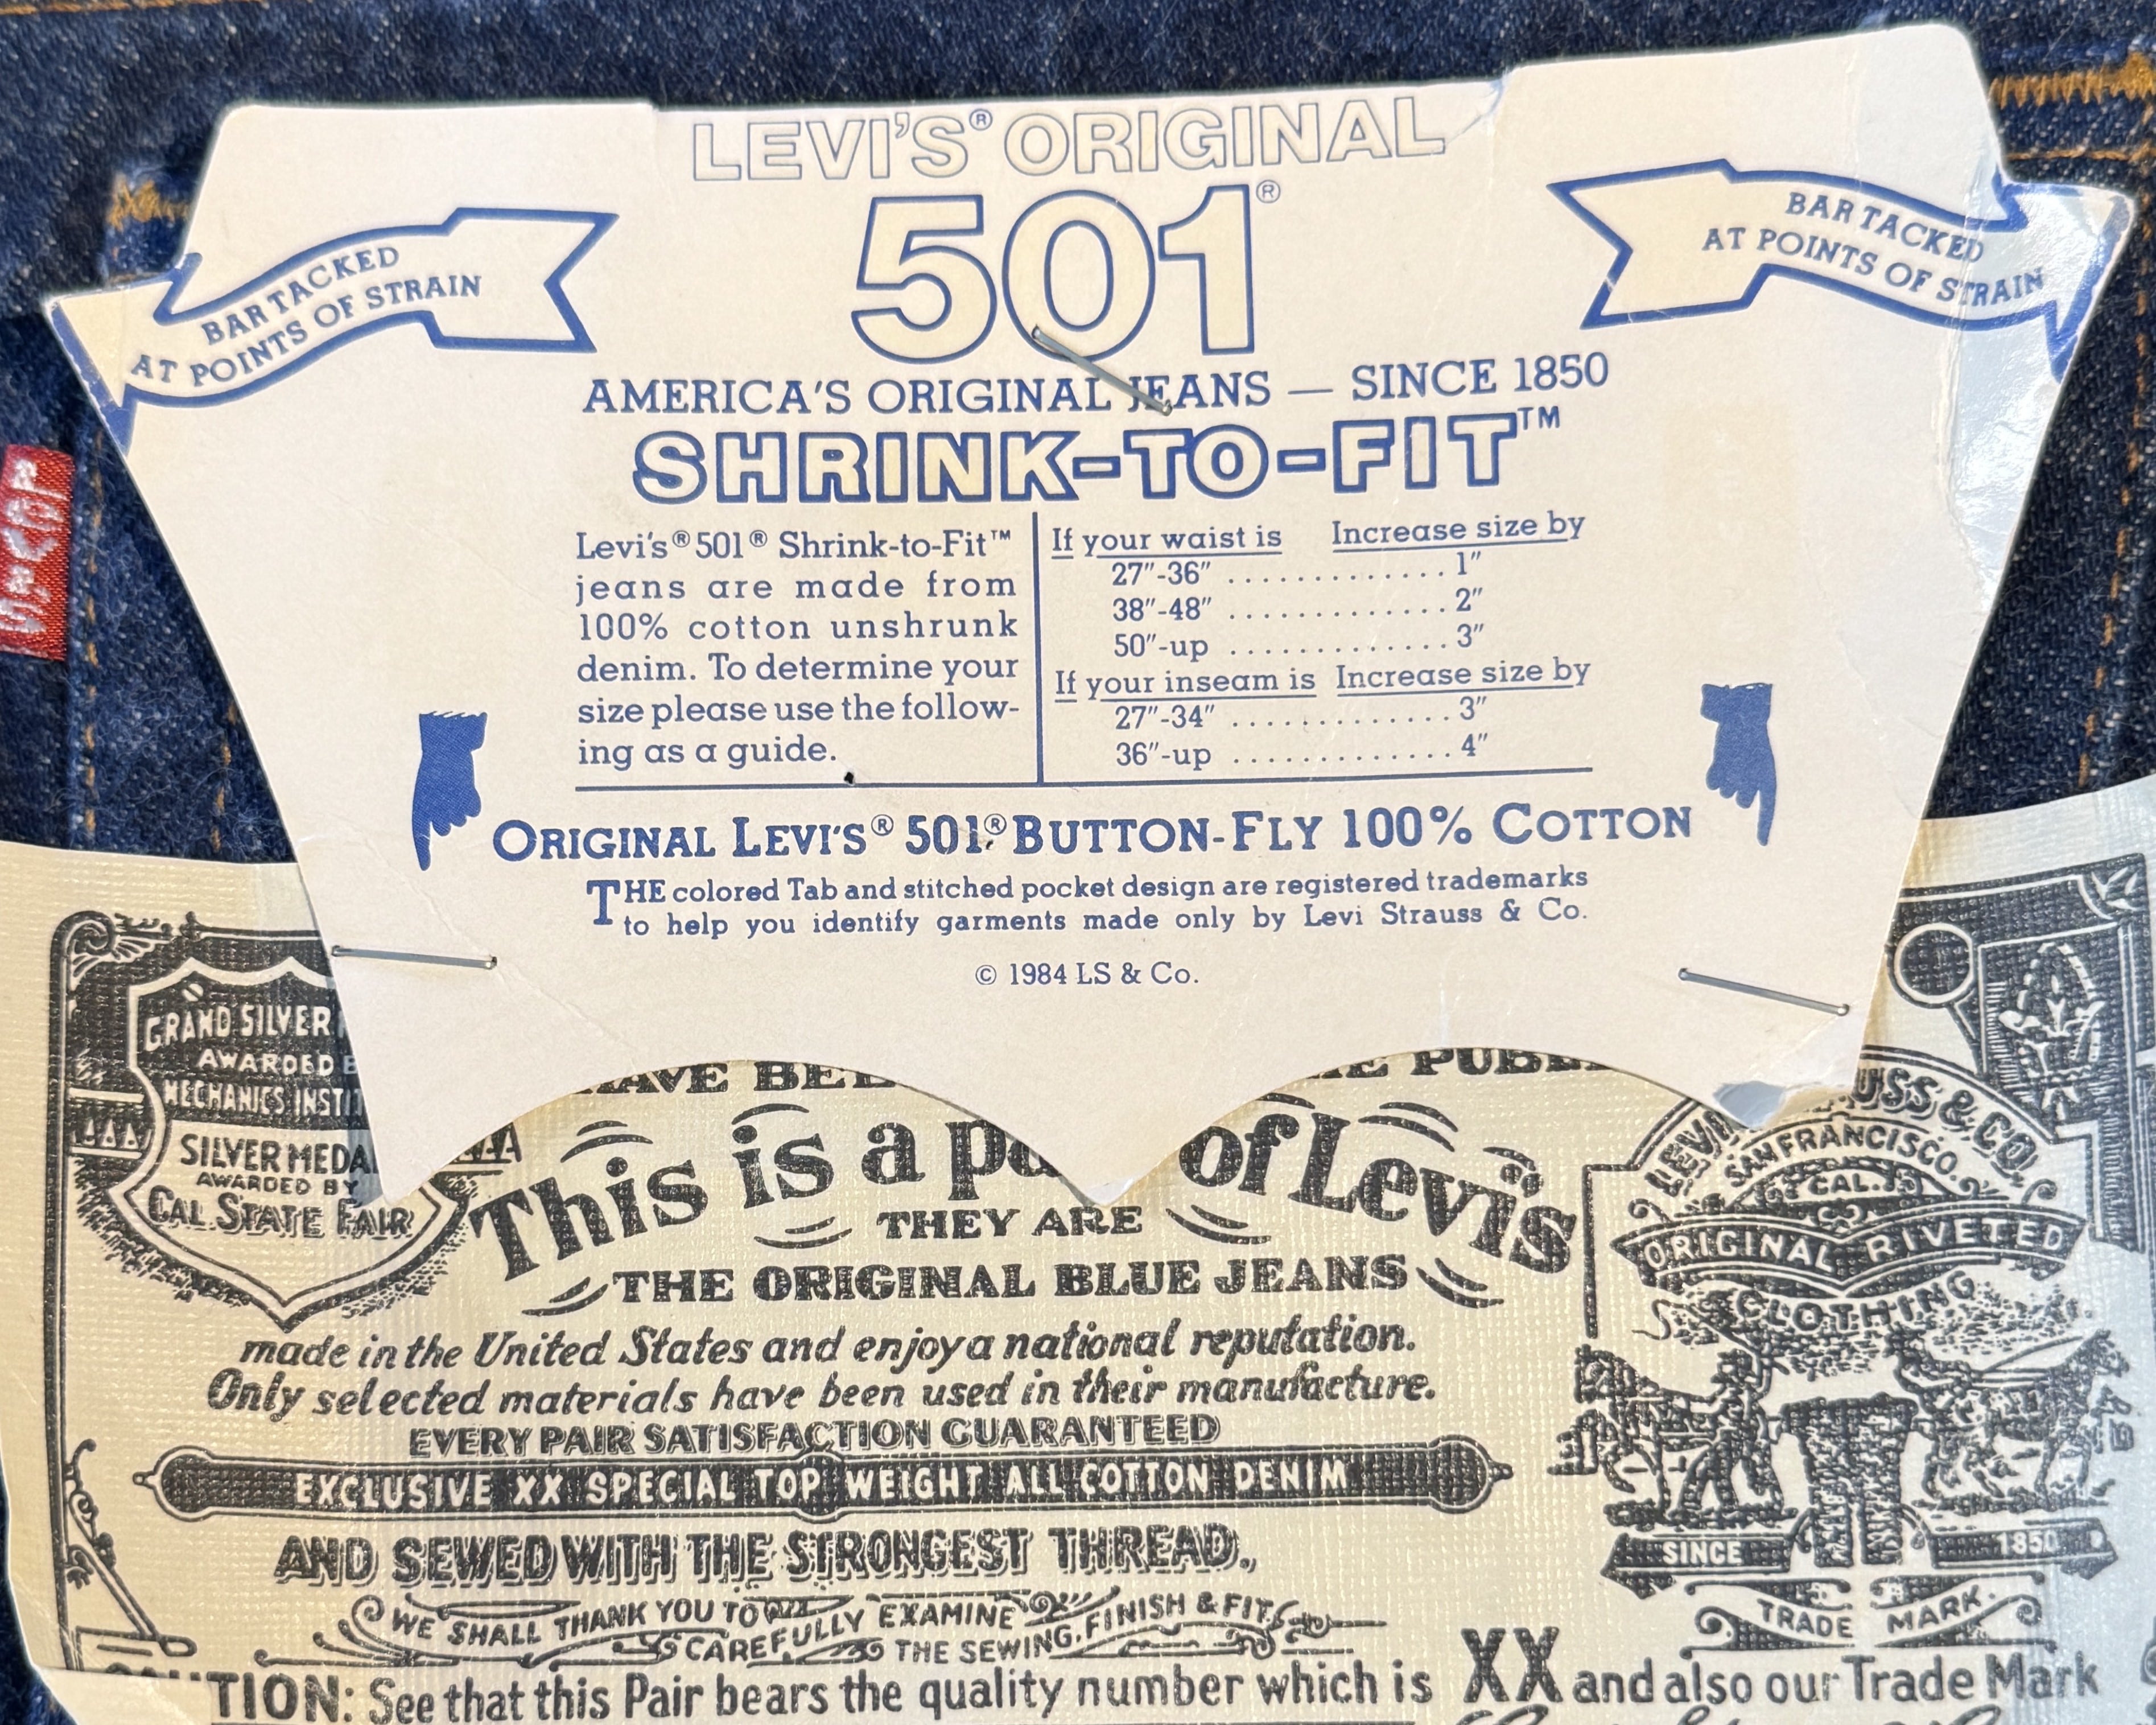 LEVI'S® ORIGINAL
501®
BAR TACKED
AT POINTS OF STRAIN
BAR TACKED
AT POINTS OF STRAIN
AMERICA'S ORIGINAL JEANS — SINCE 1850
SHRINK-TO-FIT™
Levi's® 501® Shrink-to-Fit™
jeans are made from
100% cotton unshrunk
denim. To determine your
size please use the follow-
ing as a guide.
If your waist is Increase size by
27"-36" ............. 1"
38"-48" ............. 2"
50"-up ............. 3"
If your inseam is Increase size by
27"-34" ............. 3"
36"-up ............. 4"
LEVI'S
ORIGINAL LEVI'S® 501® BUTTON-FLY 100% COTTON
THE colored Tab and stitched pocket design are registered trademarks
to help you identify garments made only by Levi Strauss & Co.
© 1984 LS & Co.
GRAND SILVER
AWARDED
MECHANICS INSTI
SILVER MEDA
AWARDED BY
CAL. STATE FAIR
AVE BEE
E PUB
This is a pa of Levi's
THEY ARE
THE ORIGINAL BLUE JEANS
made in the United States and enjoy a national reputation.
Only selected materials have been used in their manufacture.
EVERY PAIR SATISFACTION GUARANTEED
EXCLUSIVE XX SPECIAL TOP WEIGHT ALL COTTON DENIM
AND SEWED WITH THE STRONGEST THREAD.
WE SHALL THANK YOU TO CAREFULLY EXAMINE
THE SEWING, FINISH & FIT.
LEVI USS & CO.
SAN FRANCISCO.
CAL.
ORIGINAL RIVETED
CLOTHING
SINCE 1850
TRADE MARK.
TION: See that this Pair bears the quality number which is XX and also our Trade Mark